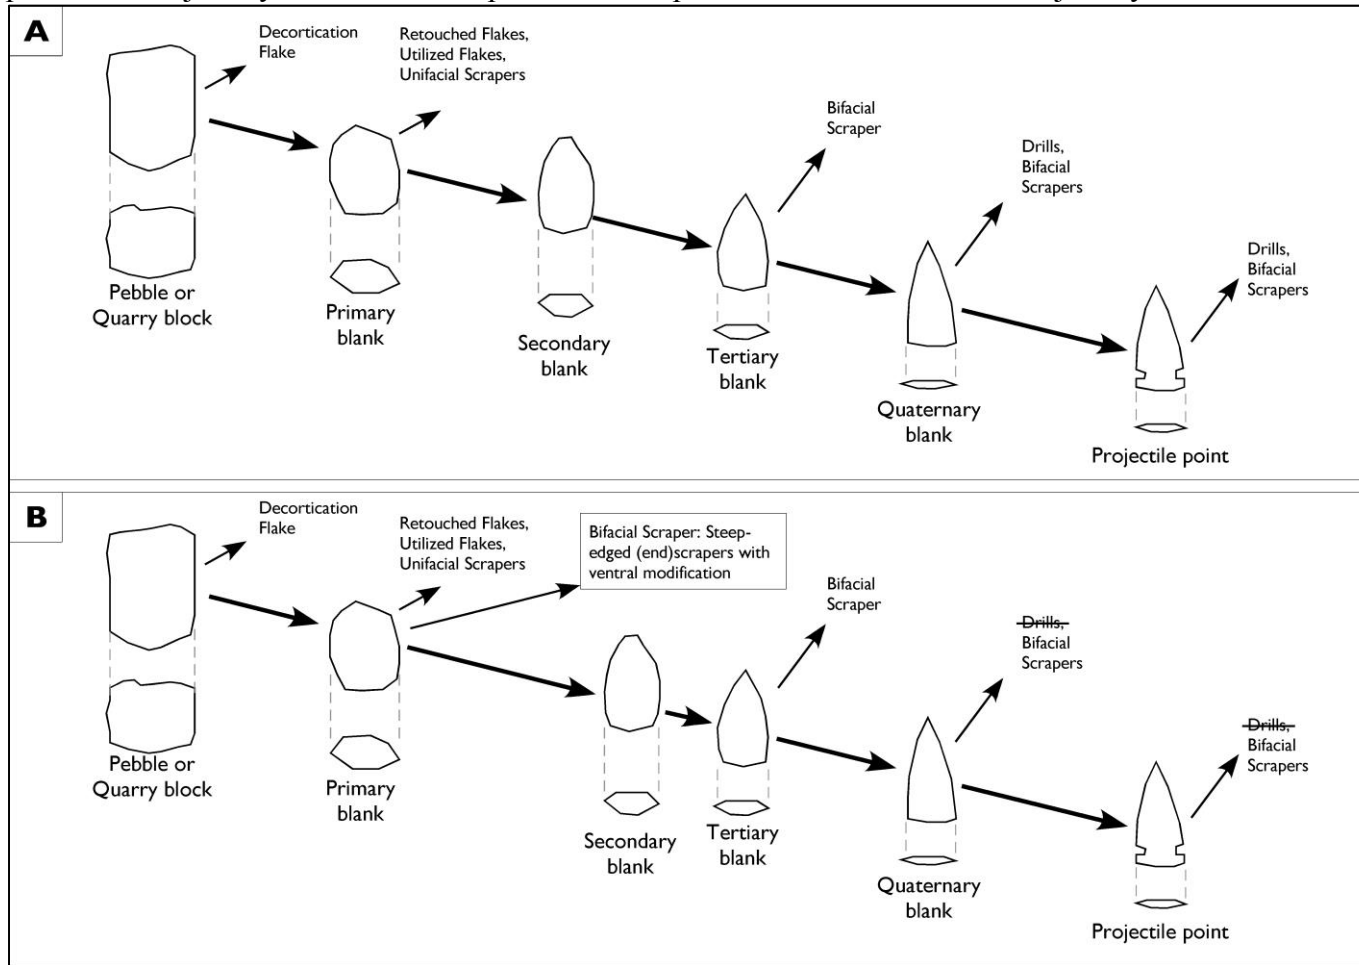 A
Decortication
Flake
Retouched Flakes,
Utilized Flakes,
Unifacial Scrapers
Bifacial
Scraper
Drills,
Bifacial
Scrapers
Drills,
Bifacial
Scrapers
Pebble or
Quarry block
Primary
blank
Secondary
blank
Tertiary
blank
Quaternary
blank
Projectile point
B
Decortication
Flake
Retouched Flakes,
Utilized Flakes,
Unifacial Scrapers
Bifacial Scraper: Steep-
edged (end)scrapers with
ventral modification
Bifacial
Scraper
Drills,
Bifacial
Scrapers
Drills,
Bifacial
Scrapers
Pebble or
Quarry block
Primary
blank
Secondary
blank
Tertiary
blank
Quaternary
blank
Projectile point